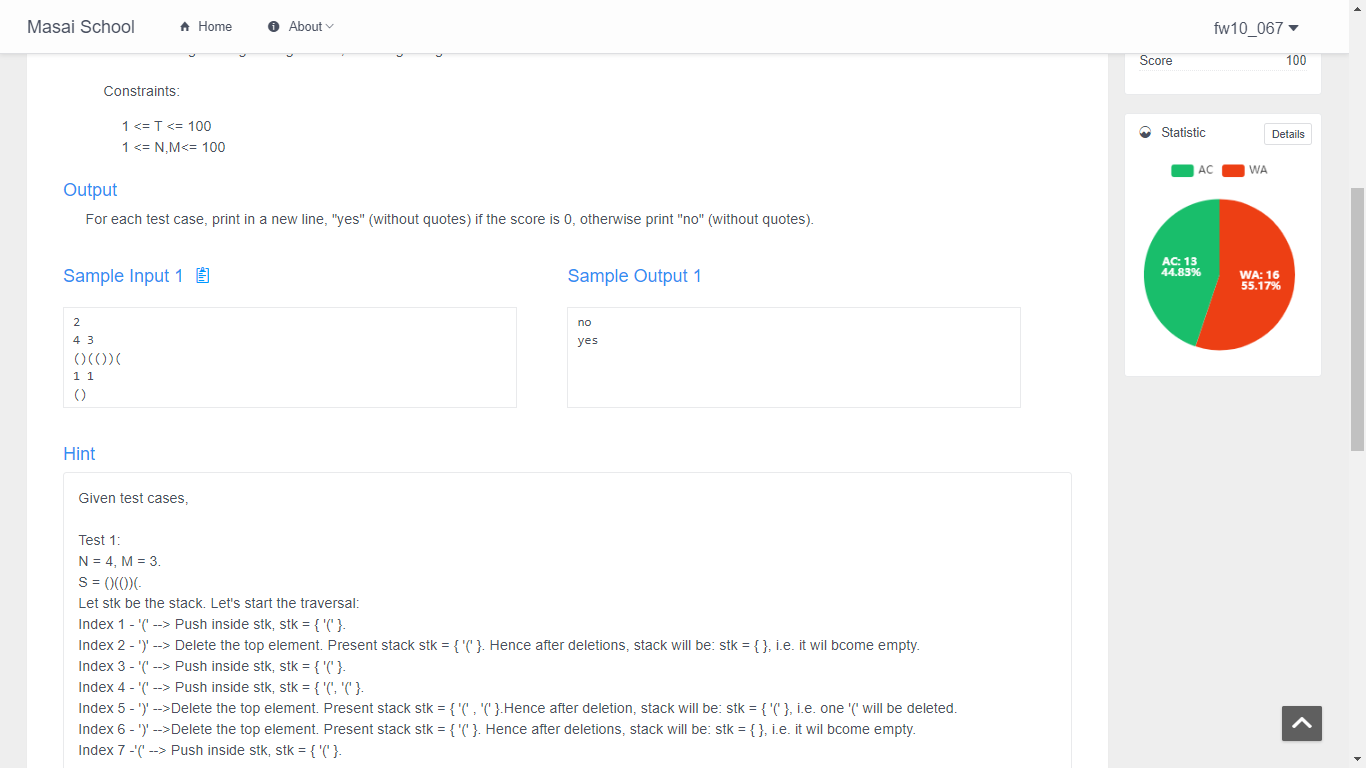 Masai School
Home
About
fw10_067
Constraints:
1 <= T <= 100
1 <= N,M<= 100
Output
For each test case, print in a new line, "yes" (without quotes) if the score is 0, otherwise print "no" (without quotes).
Sample Input 1
2
4 3
()(())(
1 1
()
Sample Output 1
no
yes
Hint
Given test cases,
Test 1:
N = 4, M = 3.
S = ()(())(.
Let stk be the stack. Let's start the traversal:
Index 1 - '(' --> Push inside stk, stk = { '(' }.
Index 2 - ')' --> Delete the top element. Present stack stk = { '(' }. Hence after deletions, stack will be: stk = { }, i.e. it wil bcome empty.
Index 3 - '(' --> Push inside stk, stk = { '(' }.
Index 4 - '(' --> Push inside stk, stk = { '(', '(' }.
Index 5 - ')' -->Delete the top element. Present stack stk = { '(' , '(' }.Hence after deletion, stack will be: stk = { '(' }, i.e. one '(' will be deleted.
Index 6 - ')' -->Delete the top element. Present stack stk = { '(' }. Hence after deletions, stack will be: stk = { }, i.e. it wil bcome empty.
Index 7 -'(' --> Push inside stk, stk = { '(' }.
Score 100
Statistic
Details
AC WA
AC: 13
44.83%
WA: 16
55.17%